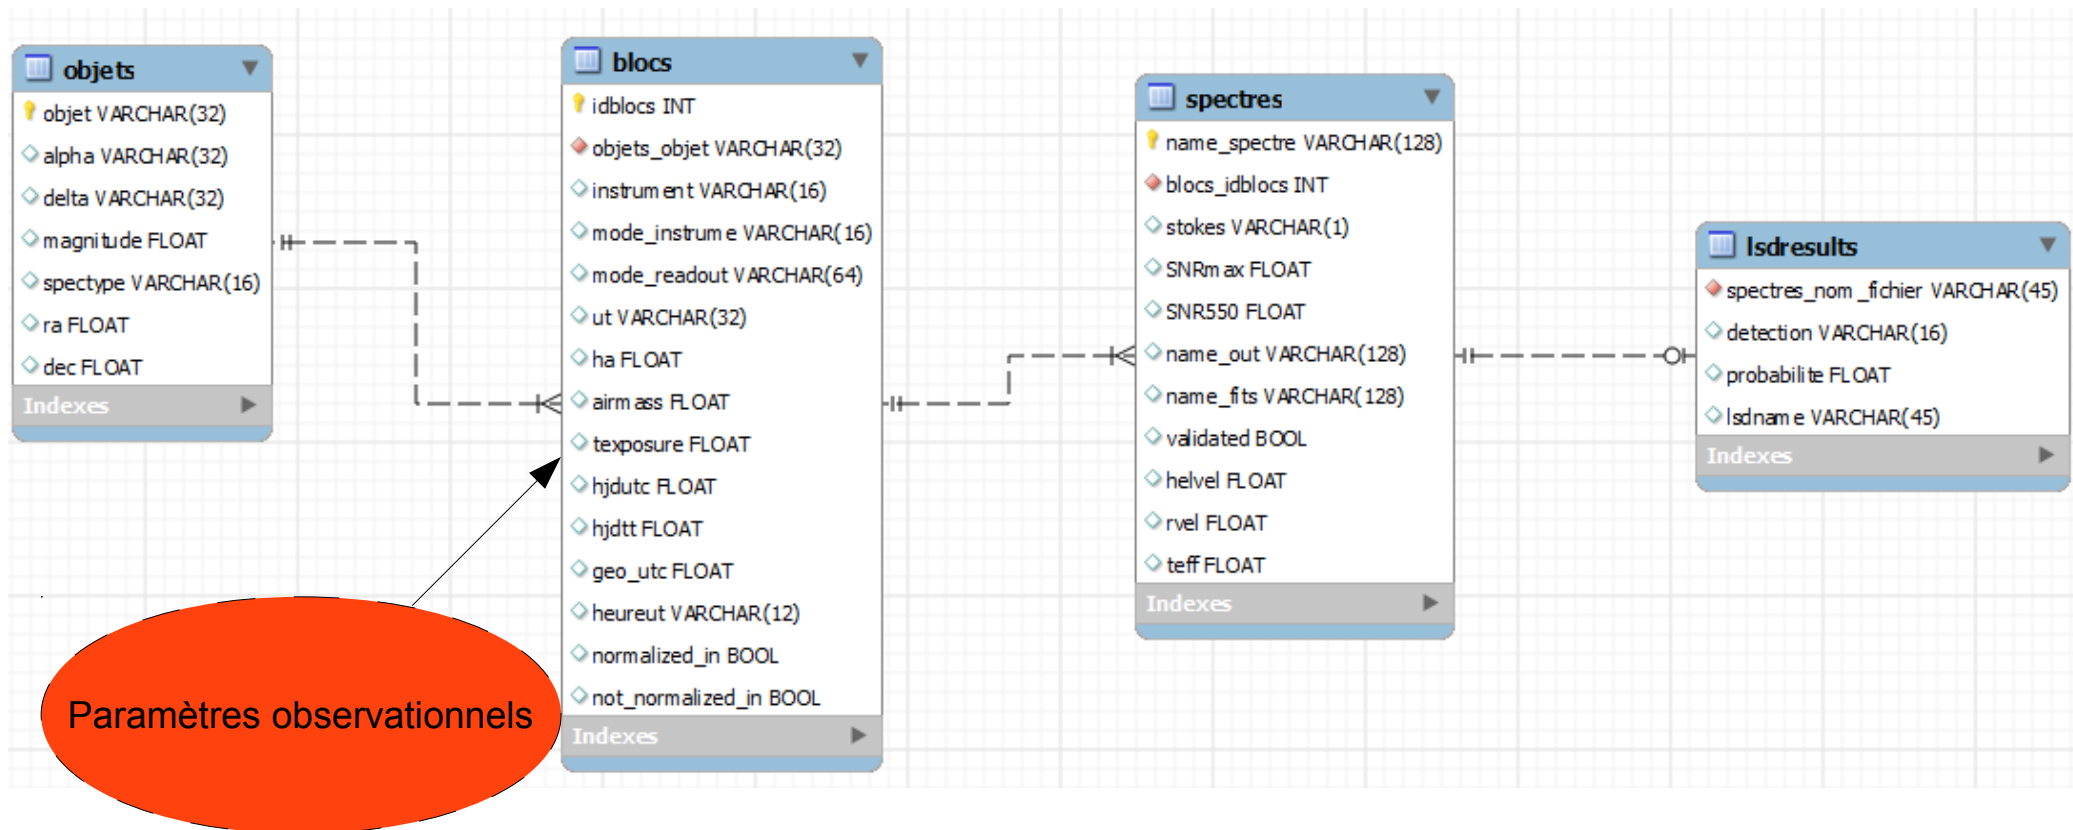 objets
objet VARCHAR(32)
alpha VARCHAR(32)
delta VARCHAR(32)
magnitude FLOAT
spectype VARCHAR(16)
ra FLOAT
dec FLOAT
Indexes
blocs
idblocs INT
objets_objet VARCHAR(32)
instrument VARCHAR(16)
mode_instrume VARCHAR(16)
mode_readout VARCHAR(64)
ut VARCHAR(32)
ha FLOAT
airmass FLOAT
texposure FLOAT
hjdutc FLOAT
hjdtt FLOAT
geo_utc FLOAT
heureut VARCHAR(12)
normalized_in BOOL
not_normalized_in BOOL
Indexes
spectres
name_spectre VARCHAR(128)
blocs_idblocs INT
stokes VARCHAR(1)
SNRmax FLOAT
SNR550 FLOAT
name_out VARCHAR(128)
name_fits VARCHAR(128)
validated BOOL
helvel FLOAT
rvel FLOAT
teff FLOAT
Indexes
lsdresults
spectres_nom_fichier VARCHAR(45)
detection VARCHAR(16)
probabilite FLOAT
lsdname VARCHAR(45)
Indexes
Paramètres observationnels